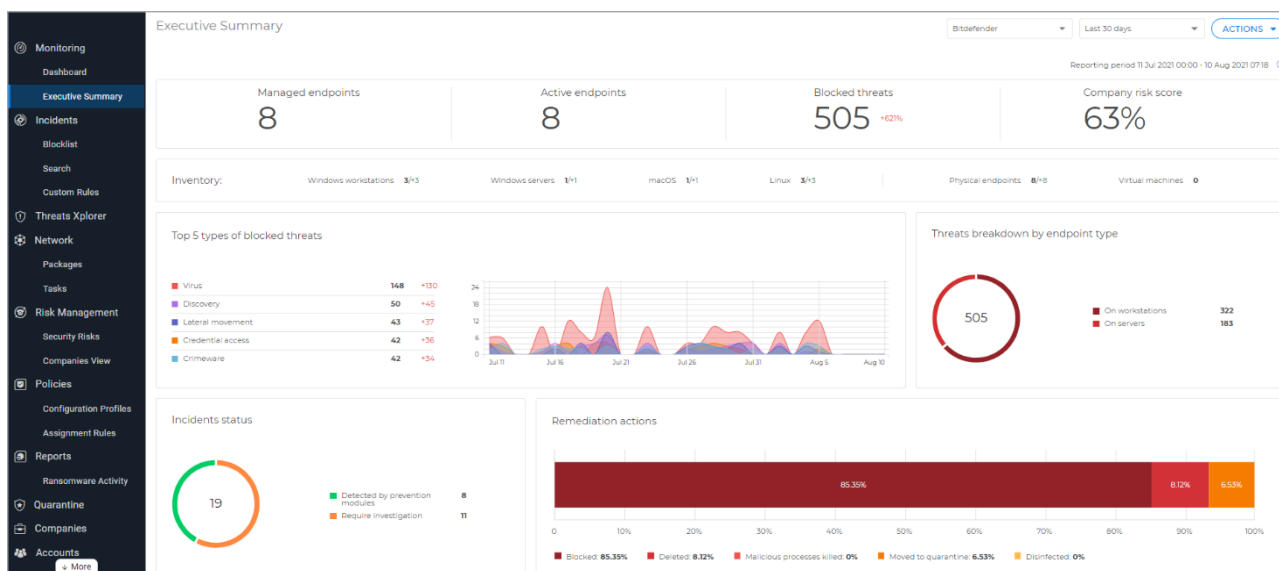 Monitoring
Dashboard
Executive Summary
Incidents
Blocklist
Search
Custom Rules
Threats Xplorer
Network
Packages
Tasks
Risk Management
Security Risks
Companies View
Policies
Configuration Profiles
Assignment Rules
Reports
Ransomware Activity
Quarantine
Companies
Accounts
↓ More
Executive Summary
Bitdefender
Last 30 days
ACTIONS
Reporting period 11 Jul 2021 00:00 - 10 Aug 2021 07:18
Managed endpoints
8
Active endpoints
8
Blocked threats
505 +621%
Company risk score
63%
Inventory: Windows workstations 3/+3 Windows servers 1/+1 macOS 1/+1 Linux 3/+3 Physical endpoints 8/+8 Virtual machines 0
Top 5 types of blocked threats
Virus 148 +130
Discovery 50 +45
Lateral movement 43 +37
Credential access 42 +36
Crimeware 42 +34
24
18
12
6
0
Jul 11 Jul 16 Jul 21 Jul 26 Jul 31 Aug 5 Aug 10
Threats breakdown by endpoint type
505
On workstations 322
On servers 183
Incidents status
19
Detected by prevention modules 8
Require investigation 11
Remediation actions
85.35% 8.12% 6.53%
0 10% 20% 30% 40% 50% 60% 70% 80% 90% 100%
Blocked: 85.35% Deleted: 8.12% Malicious processes killed: 0% Moved to quarantine: 6.53% Disinfected: 0%